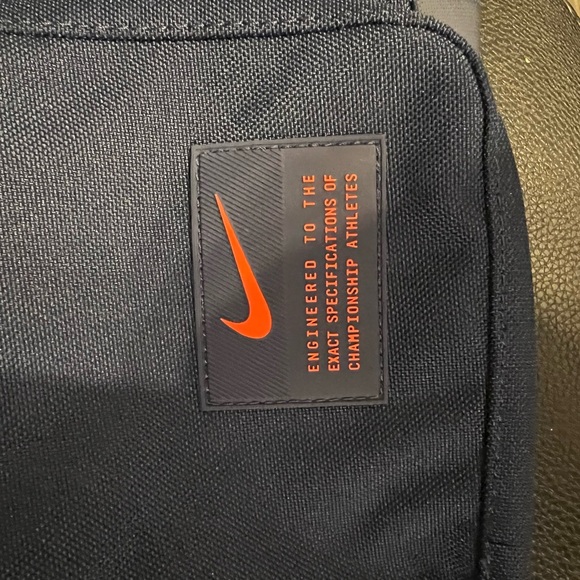 ENGINEERED TO THE
EXACT SPECIFICATIONS OF
CHAMPIONSHIP ATHLETES